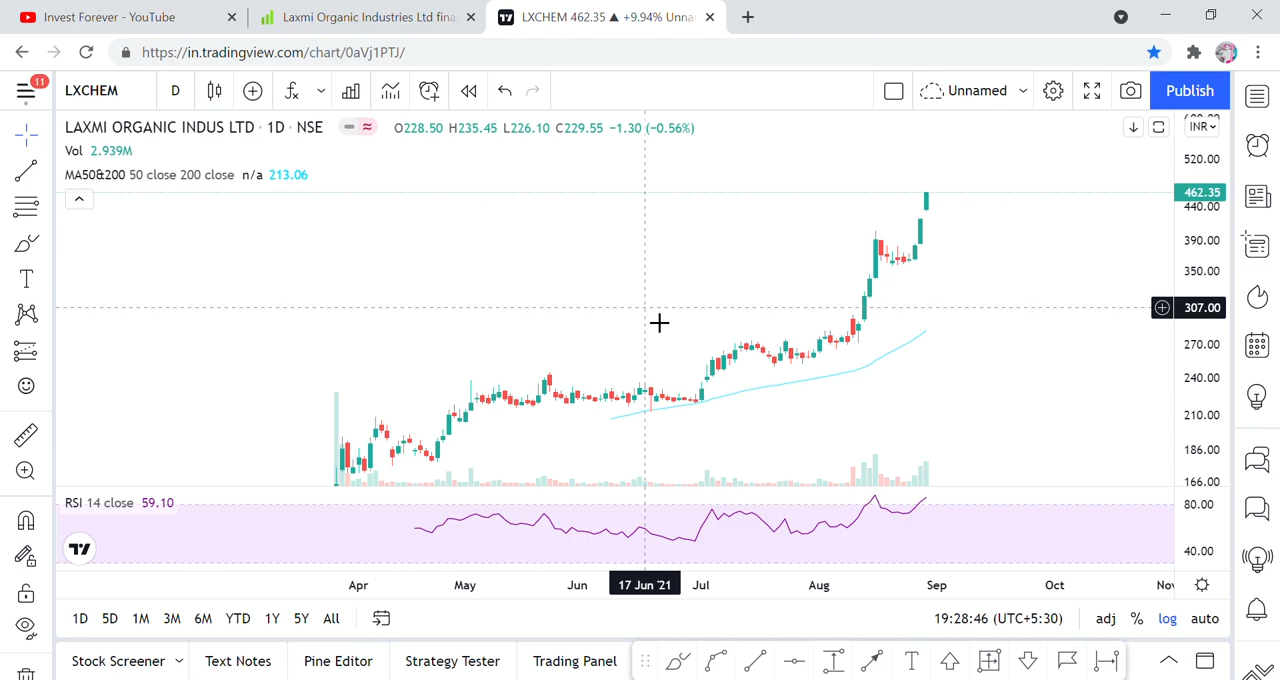 Invest Forever - YouTube
Laxmi Organic Industries Ltd fina
LXCHEM 462.35 ▲ +9.94% Unna
https://in.tradingview.com/chart/0aVj1PTJ/
11
LXCHEM
D
Unnamed
Publish
LAXMI ORGANIC INDUS LTD · 1D · NSE
O228.50 H235.45 L226.10 C229.55 −1.30 (−0.56%)
INR
Vol 2.939M
MA50&200 50 close 200 close n/a 213.06
520.00
462.35
440.00
390.00
350.00
307.00
270.00
240.00
210.00
186.00
166.00
RSI 14 close 59.10
80.00
40.00
Apr May Jun 17 Jun '21 Jul Aug Sep Oct Nov
1D 5D 1M 3M 6M YTD 1Y 5Y All
19:28:46 (UTC+5:30) adj % log auto
Stock Screener Text Notes Pine Editor Strategy Tester Trading Panel